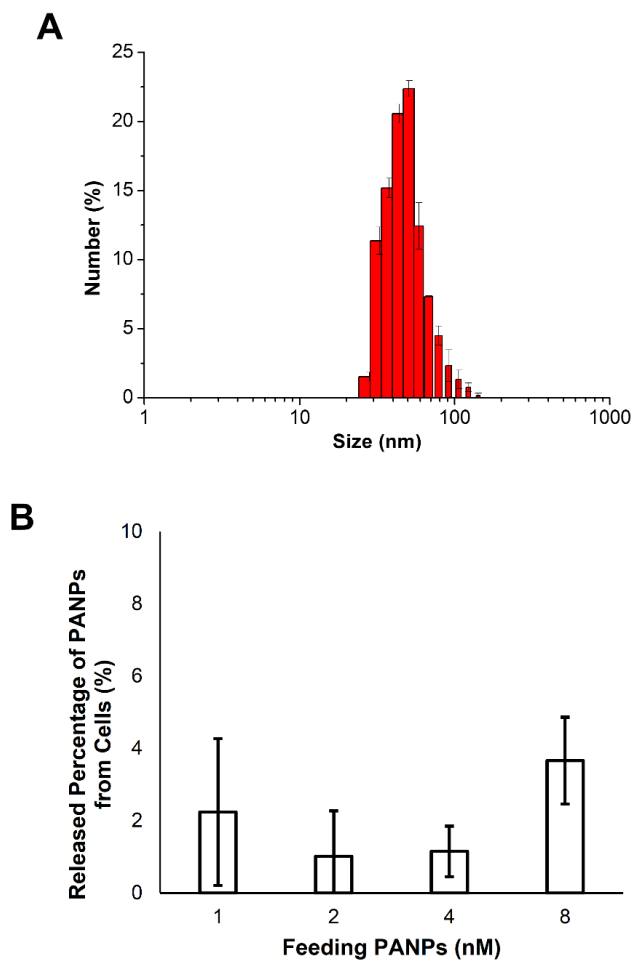 A
25
20
15
10
5
0
Number (%)
1
10
100
1000
Size (nm)
B
10
8
6
4
2
0
Released Percentage of PANPs
from Cells (%)
1
2
4
8
Feeding PANPs (nM)